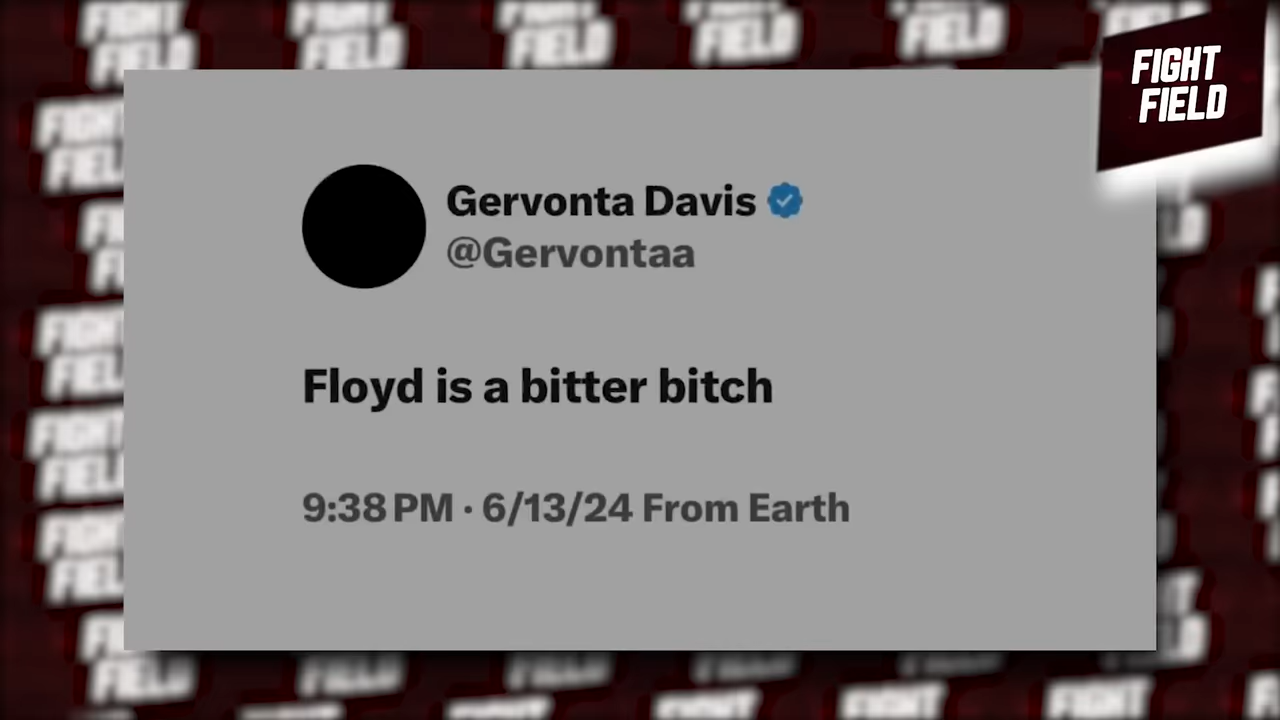 FIGHT
FIELD
Gervonta Davis
@Gervontaa
Floyd is a bitter bitch
9:38 PM · 6/13/24 From Earth